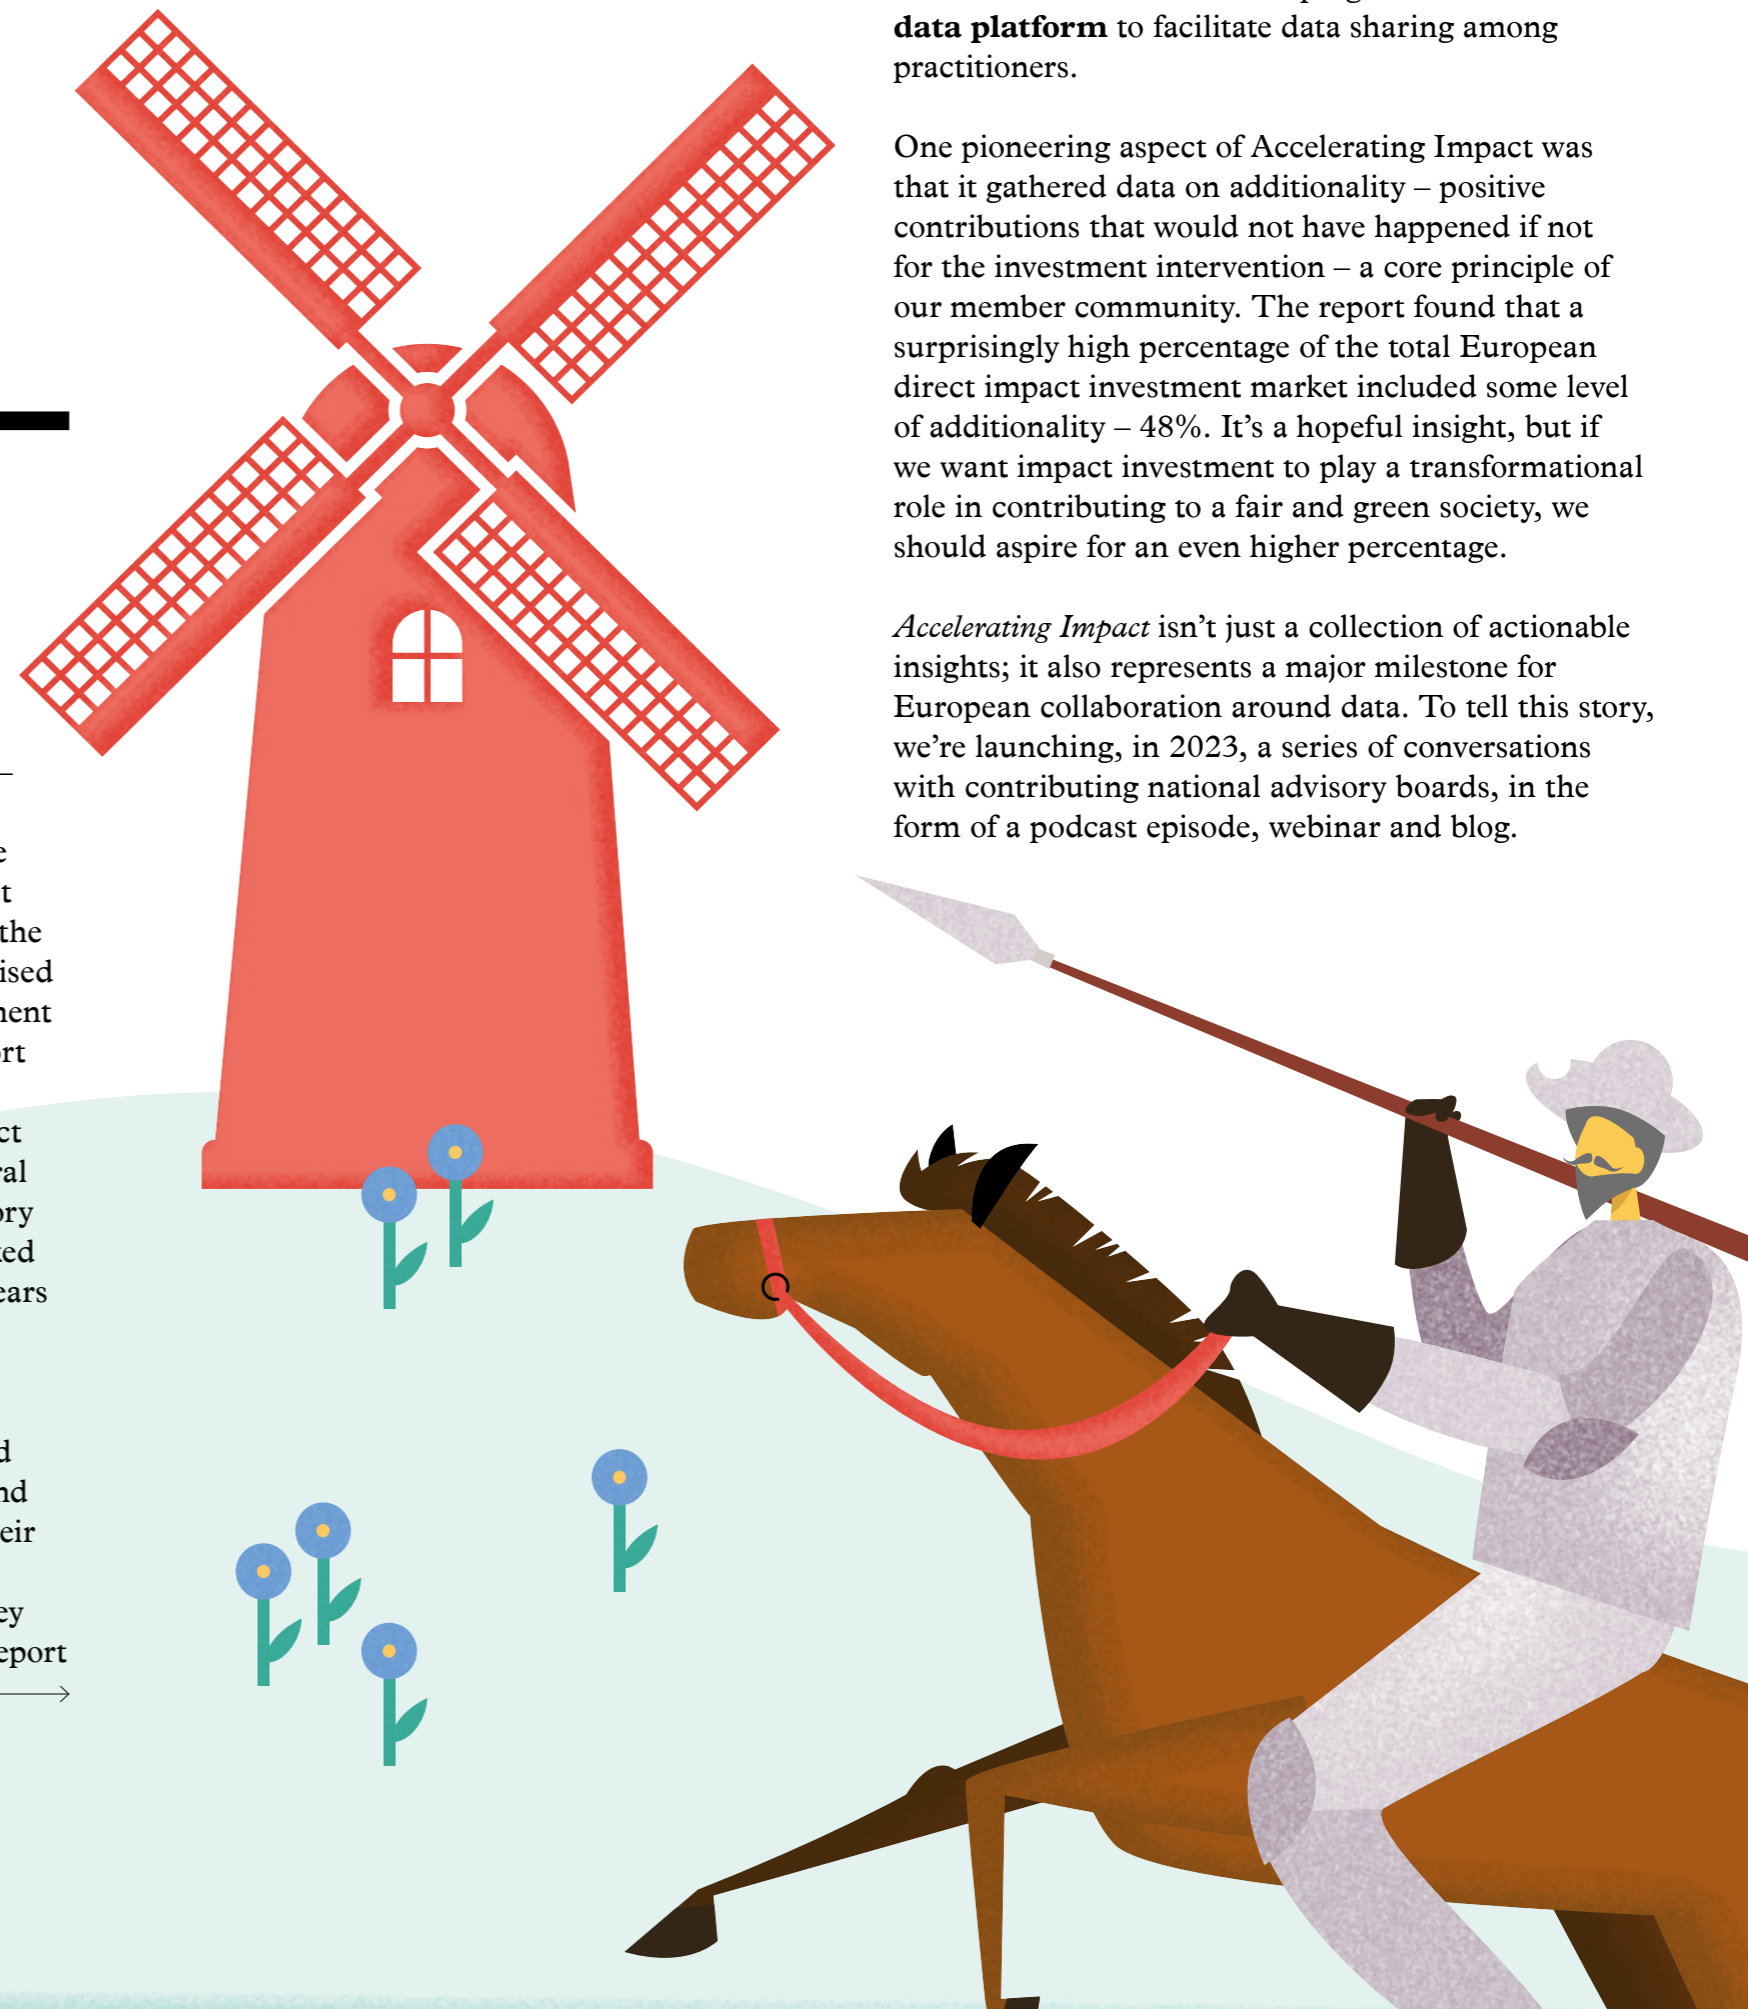 the
ised
rt
ears
nd
eir
ey
data platform to facilitate data sharing among
practitioners.
One pioneering aspect of Accelerating Impact was
that it gathered data on additionality – positive
contributions that would not have happened if not
for the investment intervention – a core principle of
our member community. The report found that a
surprisingly high percentage of the total European
direct impact investment market included some level
of additionality – 48%. It’s a hopeful insight, but if
we want impact investment to play a transformational
role in contributing to a fair and green society, we
should aspire for an even higher percentage.
Accelerating Impact isn’t just a collection of actionable
insights; it also represents a major milestone for
European collaboration around data. To tell this story,
we’re launching, in 2023, a series of conversations
with contributing national advisory boards, in the
form of a podcast episode, webinar and blog.